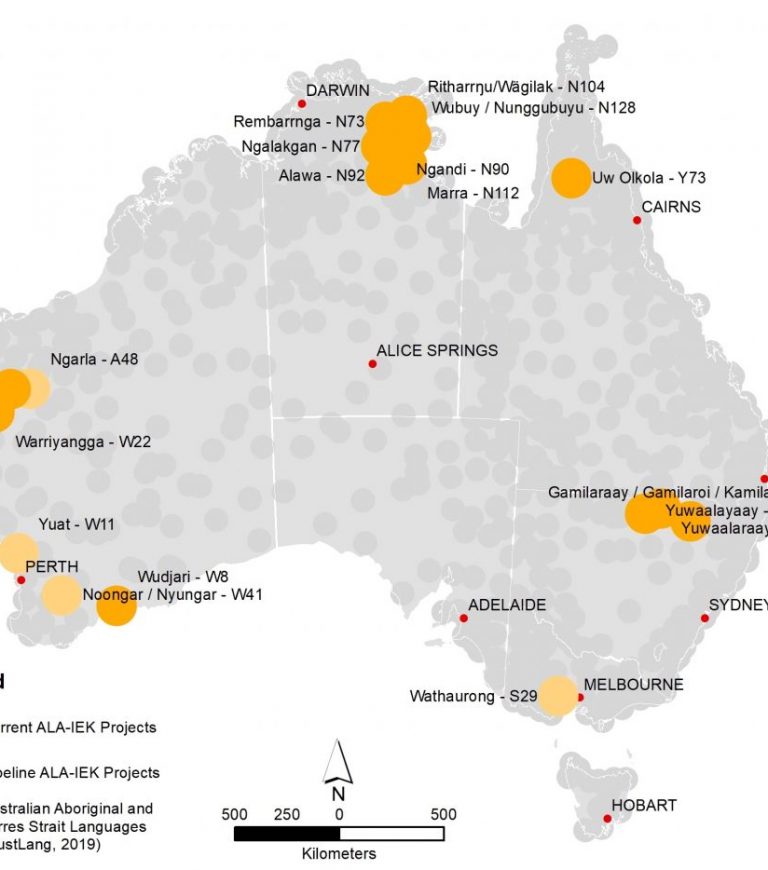 DARWIN
Ritharrŋu/Wägilak - N104
Wubuy / Nunggubuyu - N128
Rembarrnga - N73
Ngalakgan - N77
Alawa - N92
Ngandi - N90
Marra - N112
Uw Olkola - Y73
CAIRNS
ALICE SPRINGS
Ngarla - A48
Warriyangga - W22
Gamilaraay / Gamilaroi / Kamila
Yuwaalayaay -
Yuwaalaraay
Yuat - W11
PERTH
Wudjari - W8
Noongar / Nyungar - W41
ADELAIDE
SYDNEY
Wathaurong - S29
MELBOURNE
HOBART
d
rrent ALA-IEK Projects
peline ALA-IEK Projects
stralian Aboriginal and
rres Strait Languages
ustLang, 2019)
N
500 250 0 500
Kilometers